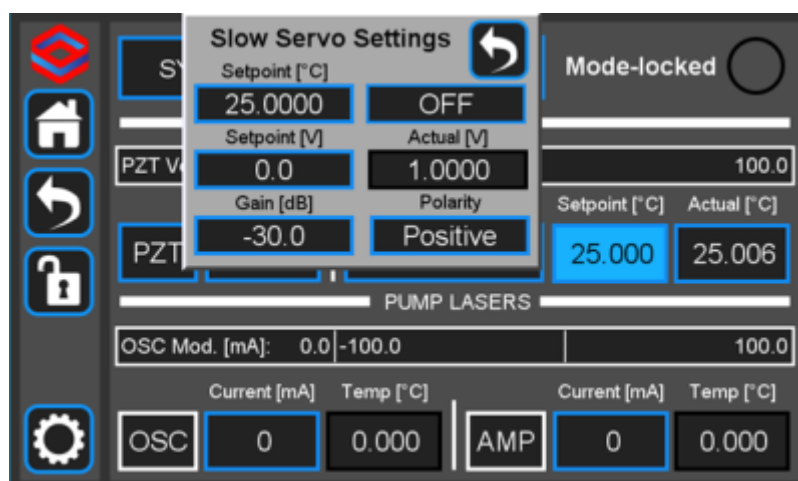 Slow Servo Settings
SY
Mode-locked
Setpoint [°C]
25.0000 OFF
Setpoint [V] Actual [V]
0.0 1.0000
Gain [dB] Polarity
-30.0 Positive
PZT V 100.0
Setpoint [°C] Actual [°C]
PZT 25.000 25.006
PUMP LASERS
OSC Mod. [mA]: 0.0 -100.0 100.0
Current [mA] Temp [°C] Current [mA] Temp [°C]
OSC 0 0.000 AMP 0 0.000